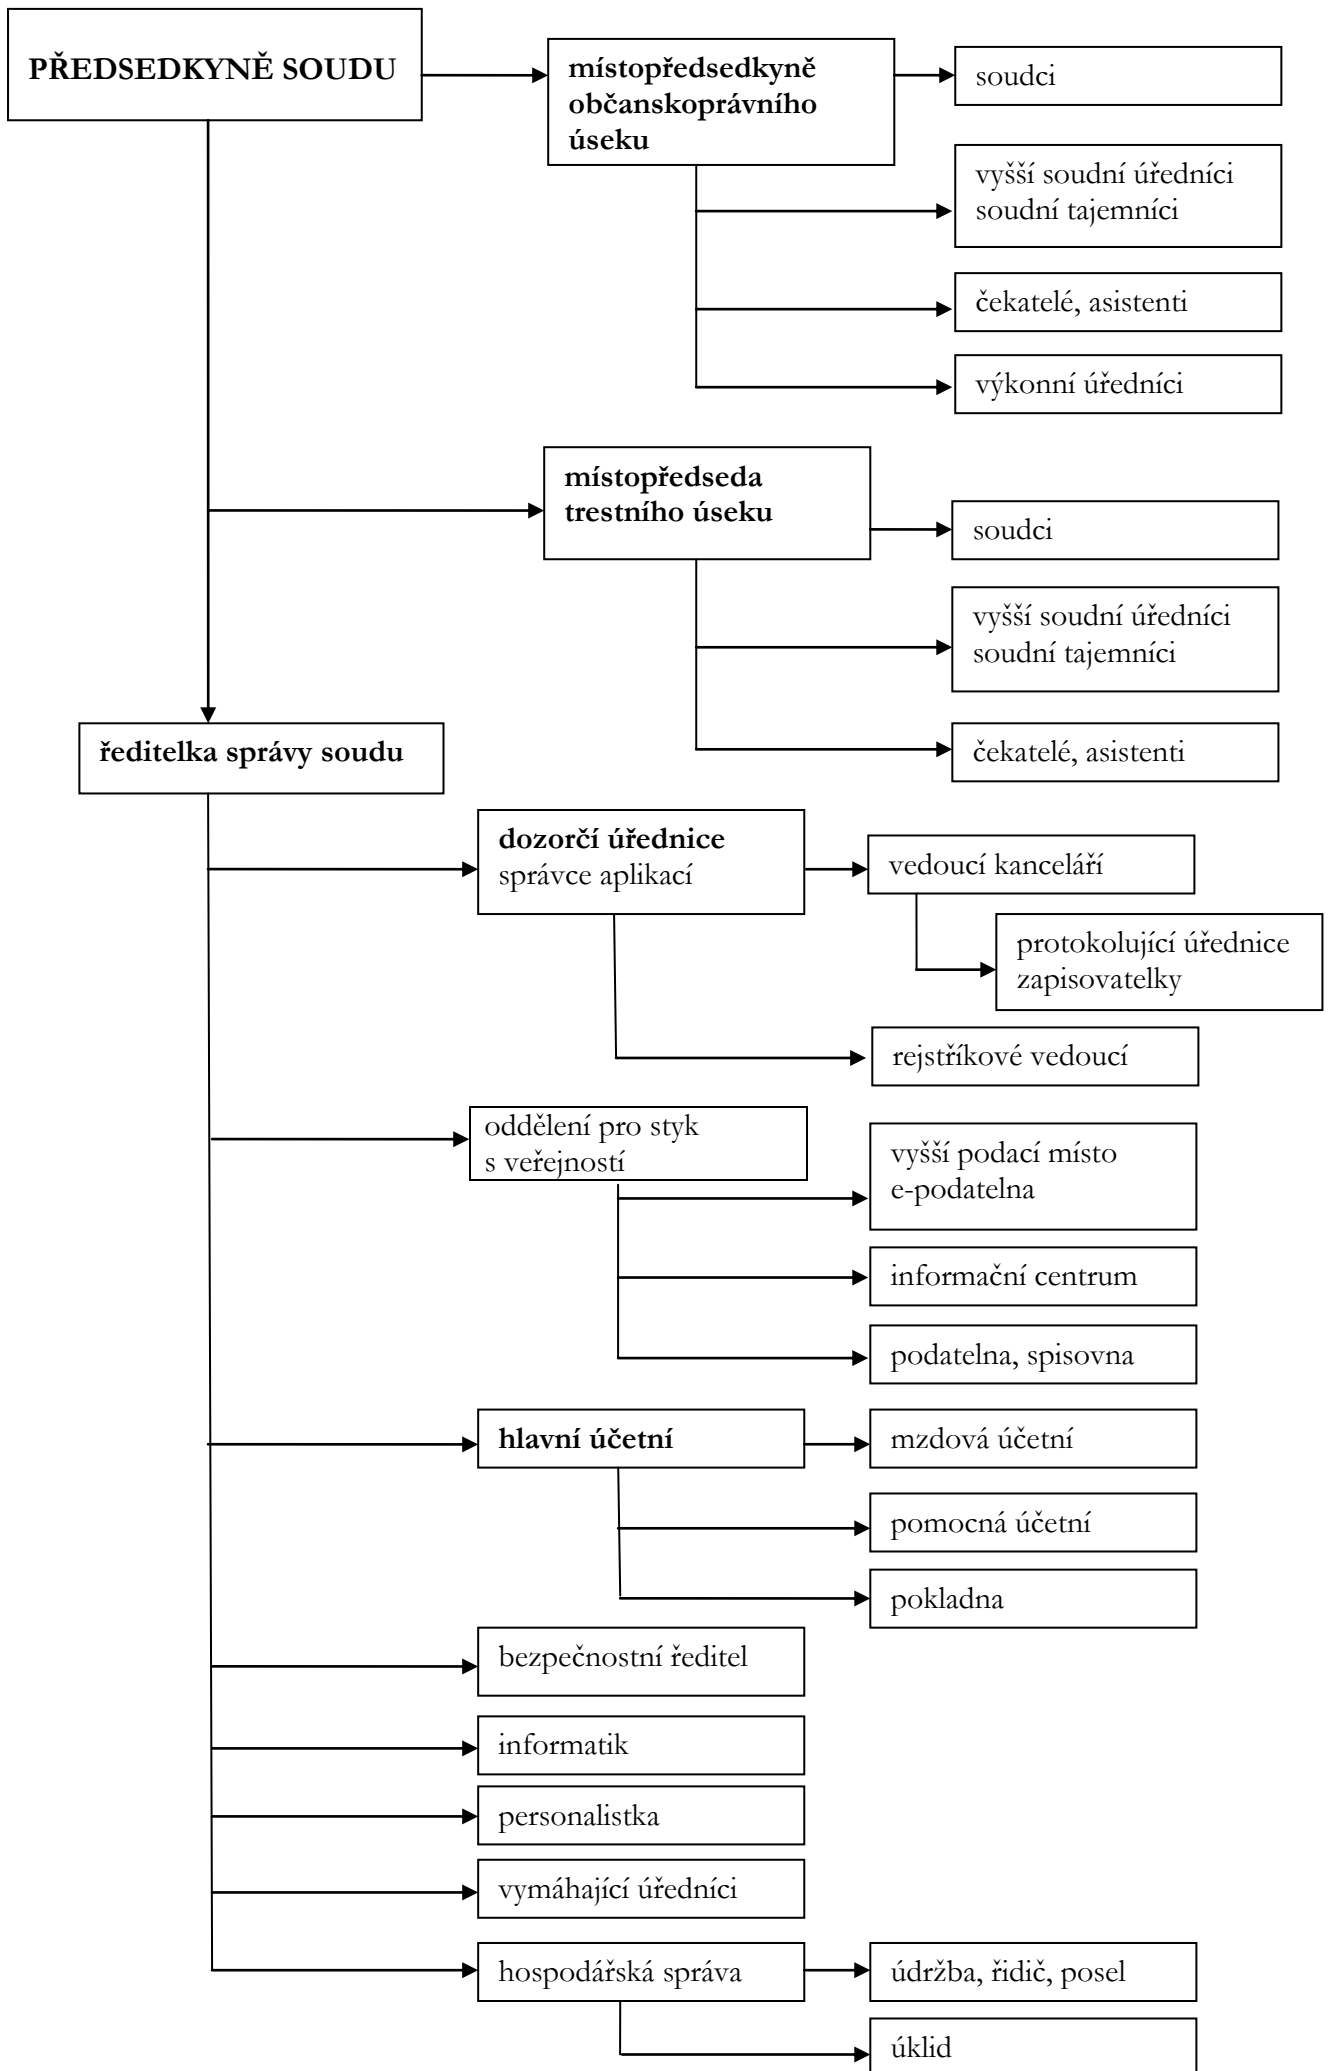 PŘEDSEDKYNĚ SOUDU
místopředsedkyně
občanskoprávního
úseku
soudci
vyšší soudní úředníci
soudní tajemníci
čekatelé, asistenti
výkonní úředníci
místopředseda
trestního úseku
soudci
vyšší soudní úředníci
soudní tajemníci
čekatelé, asistenti
ředitelka správy soudu
dozorčí úřednice
správce aplikací
vedoucí kanceláří
protokolující úřednice
zapisovatelky
rejstříkové vedoucí
oddělení pro styk
s veřejností
vyšší podací místo
e-podatelna
informační centrum
podatelna, spisovna
hlavní účetní
mzdová účetní
pomocná účetní
pokladna
bezpečnostní ředitel
informatik
personalistka
vymáhající úředníci
hospodářská správa
údržba, řidič, posel
úklid